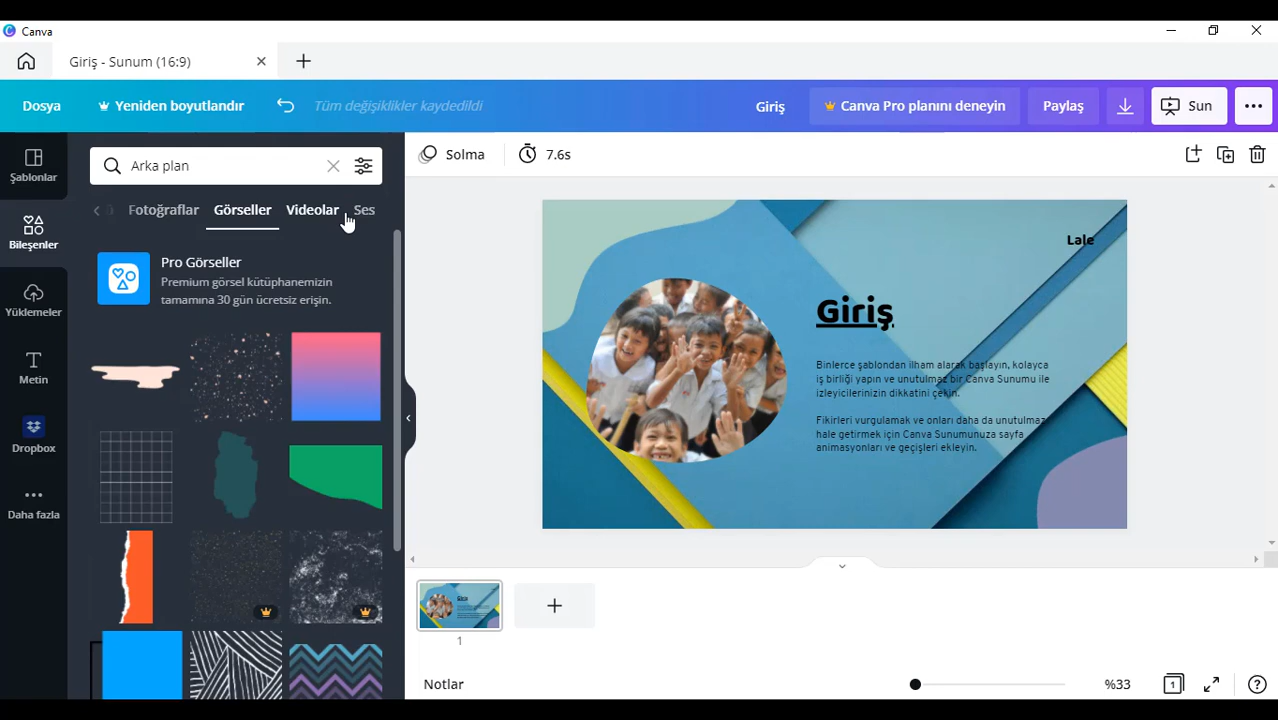 Canva
Giriş - Sunum (16:9)
Dosya
Yeniden boyutlandır
Tüm değişiklikler kaydedildi
Giriş
Canva Pro planını deneyin
Paylaş
Sun
Şablonlar
Bileşenler
Yüklemeler
Metin
Dropbox
Daha fazla
Arka plan
Fotoğraflar
Görseller
Videolar
Ses
Pro Görseller
Premium görsel kütüphanemizin
tamamına 30 gün ücretsiz erişin.
Solma
7.6s
Lale
Giriş
Binlerce şablondan ilham alarak başlayın, kolayca
iş birliği yapın ve unutulmaz bir Canva Sunumu ile
izleyicilerinizin dikkatini çekin.
Fikirleri vurgulamak ve onları daha da unutulmaz
hale getirmek için Canva Sunumunuza sayfa
animasyonları ve geçişleri ekleyin.
1
Notlar
%33
1